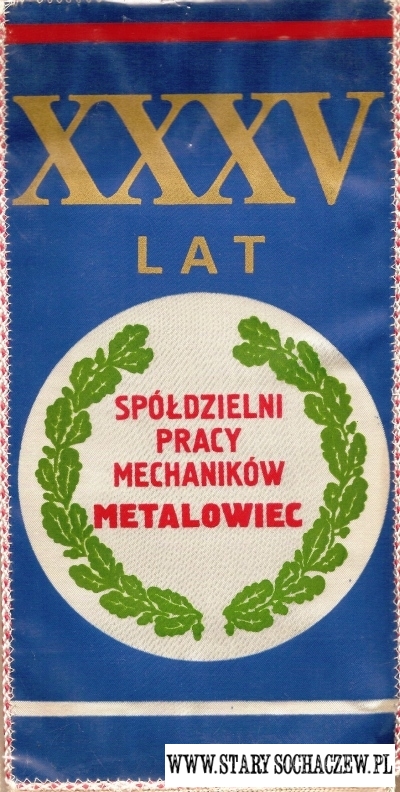 XXXV
LAT
SPÓŁDZIELNI
PRACY
MECHANIKÓW
METALOWIEC
WWW.STARY SOCHACZEW.PL